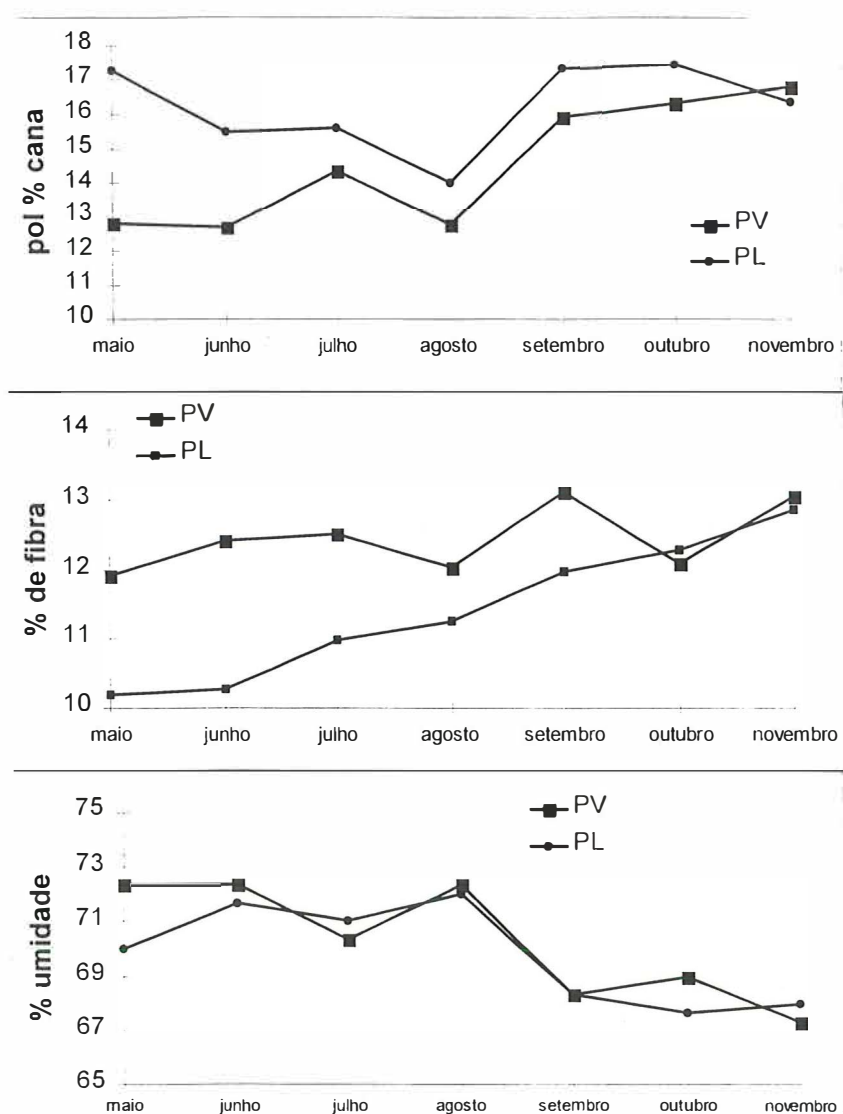 pol % cana
18
17
16
15
14
13
12
11
10
PV
PL
maio junho julho agosto setembro outubro novembro
% de fibra
PV
PL
14
13
12
11
10
maio junho julho agosto setembro outubro novembro
% umidade
PV
PL
75
73
71
69
67
65
maio junho julho agosto setembro outubro novembro